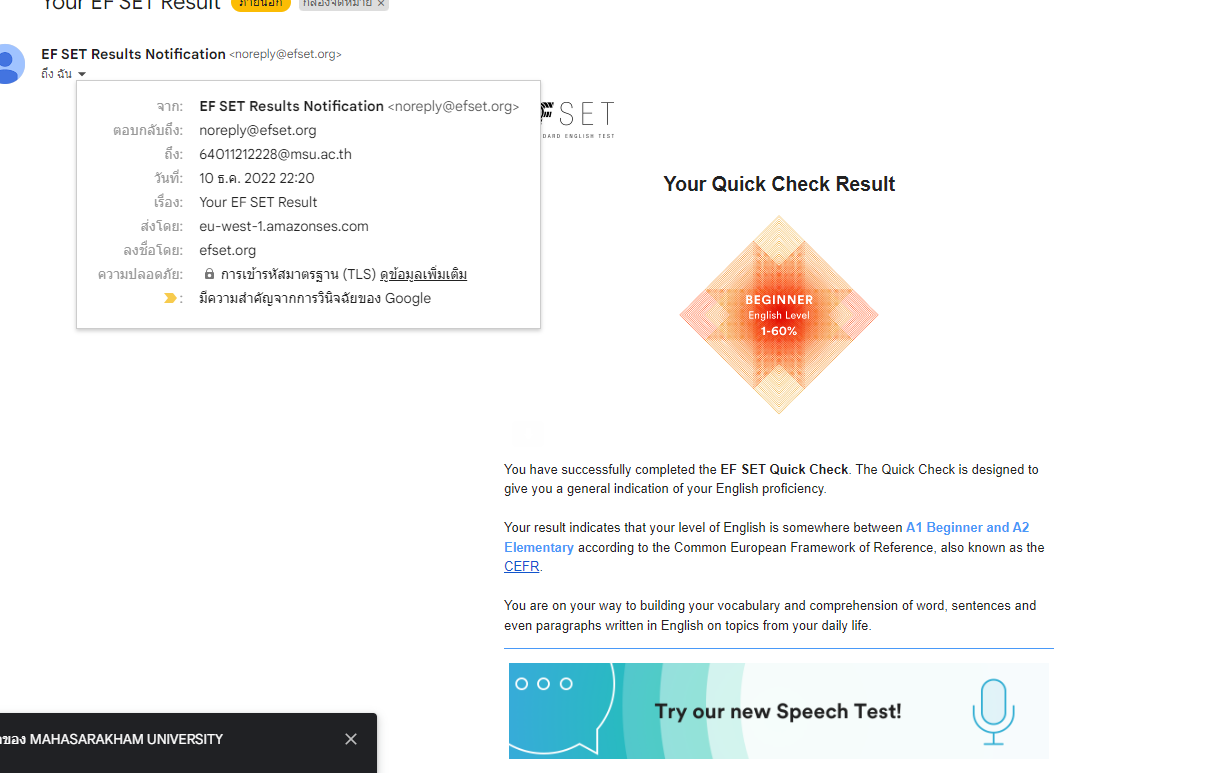 Your EF SET Result ภายนอก กล่องจดหมาย ×
EF SET Results Notification <noreply@efset.org>
ถึง ฉัน
จาก: EF SET Results Notification <noreply@efset.org>
ตอบกลับถึง: noreply@efset.org
ถึง: 64011212228@msu.ac.th
วันที่: 10 ธ.ค. 2022 22:20
เรื่อง: Your EF SET Result
ส่งโดย: eu-west-1.amazonses.com
ลงชื่อโดย: efset.org
ความปลอดภัย: การเข้ารหัสมาตรฐาน (TLS) ดูข้อมูลเพิ่มเติม
: มีความสำคัญจากการวินิจฉัยของ Google
F SET
DARD ENGLISH TEST
Your Quick Check Result
BEGINNER
English Level
1-60%
You have successfully completed the EF SET Quick Check. The Quick Check is designed to
give you a general indication of your English proficiency.
Your result indicates that your level of English is somewhere between A1 Beginner and A2
Elementary according to the Common European Framework of Reference, also known as the
CEFR.
You are on your way to building your vocabulary and comprehension of word, sentences and
even paragraphs written in English on topics from your daily life.
Try our new Speech Test!
ของ MAHASARAKHAM UNIVERSITY